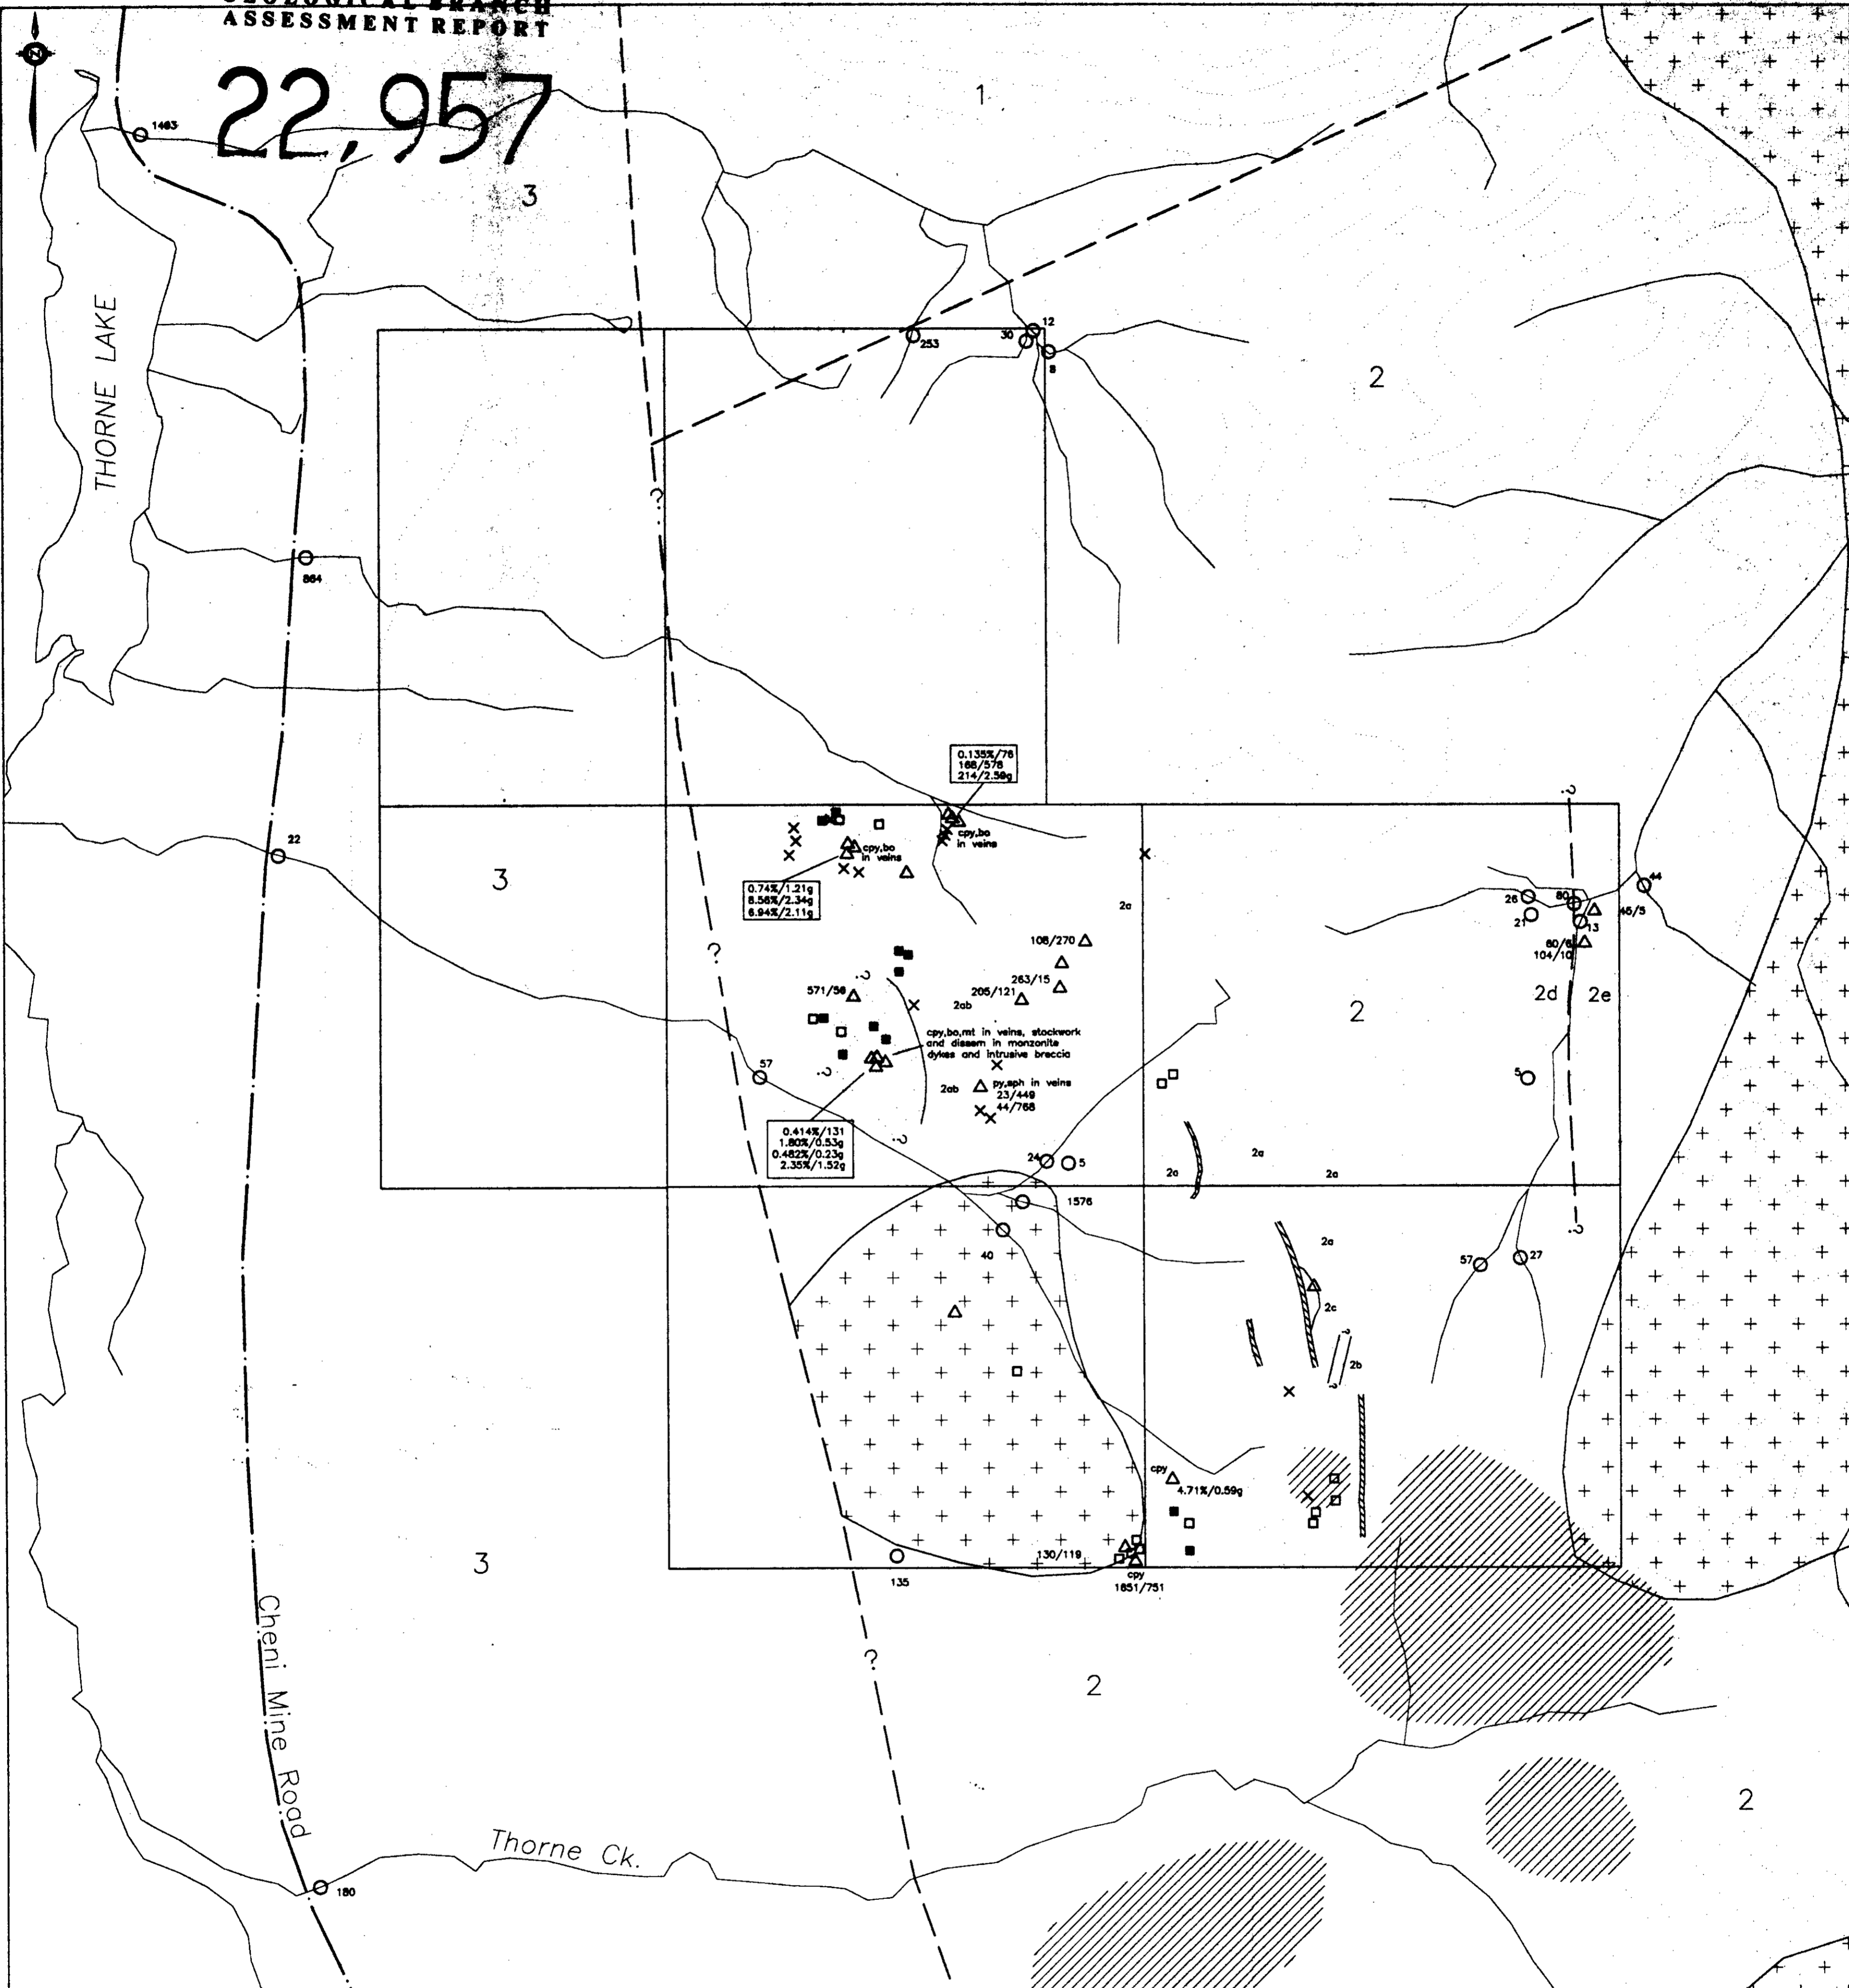 GEOLOGICAL BRANCH
ASSESSMENT REPORT
22,957
1
1463
3
THORNE LAKE
12
30
253
8
2
?
864
0.135%/76
168/578
214/2.59g
?
cpy,bo
in veins
22
cpy,bo
in veins
3
0.74%/1.21g
8.56%/2.34g
6.94%/2.11g
2a
44
26
80
45/5
21
13
60/6
104/10
108/270
?
?
263/15
571/56
205/121
2ab
2d
2e
2
cpy,bo,mt in veins, stockwork
and dissem in monzonite
dykes and intrusive breccia
57
?
5
2ab
py,sph in veins
23/449
44/768
0.414%/131
1.80%/0.53g
0.482%/0.23g
2.35%/1.52g
?
24
5
2a
2a
2a
1576
?
40
2a
57
27
2c
?
2b
?
cpy
4.71%/0.59g
130/119
3
135
cpy
1651/751
Cheni Mine Road
?
2
2
Thorne Ck.
180